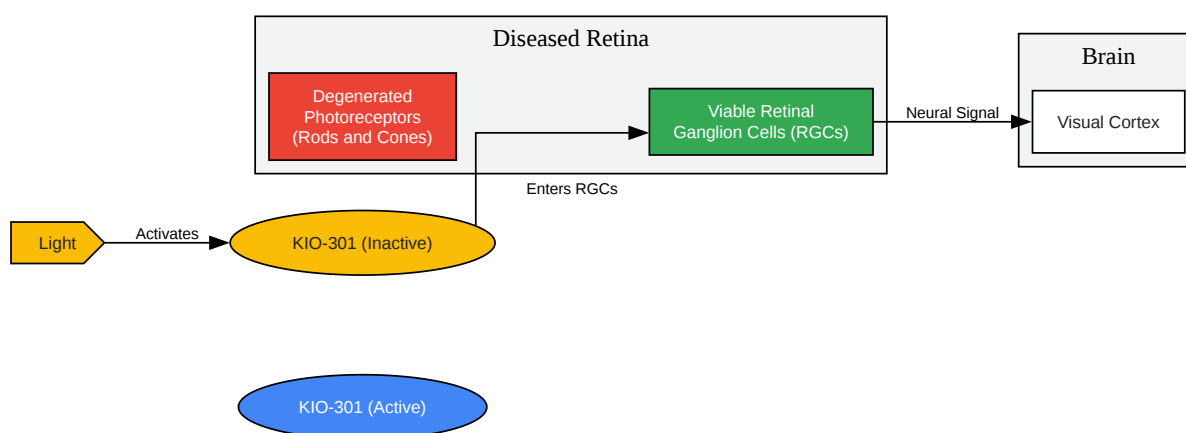 Diseased Retina
Brain
Degenerated
Photoreceptors
(Rods and Cones)
Viable Retinal
Ganglion Cells (RGCs)
Neural Signal
Visual Cortex
Enters RGCs
Light
Activates
KIO-301 (Inactive)
KIO-301 (Active)